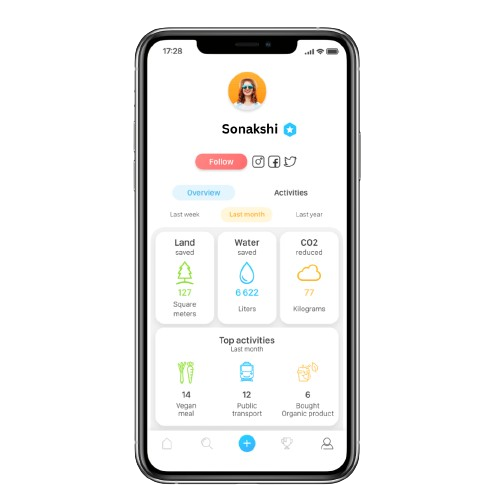 17:28
Sonakshi
Follow
Overview Activities
Last week Last month Last year
Land Water CO2
saved saved reduced
127 6 622 77
Square Liters Kilograms
meters
Top activities
Last month
14 12 6
Vegan Public Bought
meal transport Organic product